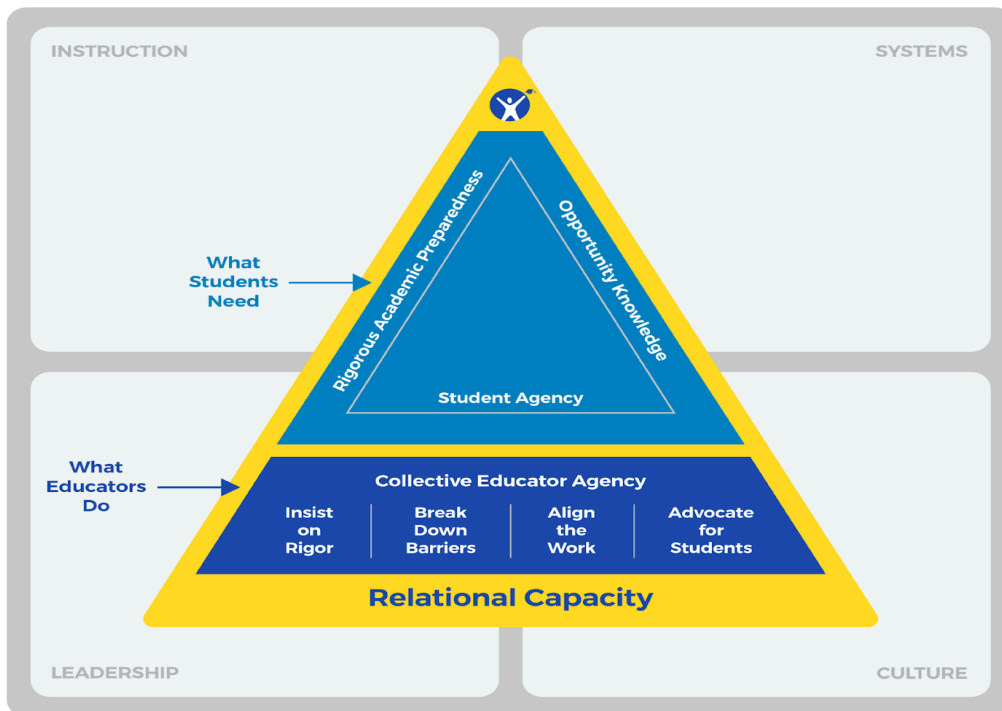 INSTRUCTION
SYSTEMS
Rigorous Academic Preparedness
Opportunity Knowledge
What
Students
Need
Student Agency
What
Educators
Do
Collective Educator Agency
Insist
on
Rigor
Break
Down
Barriers
Align
the
Work
Advocate
for
Students
Relational Capacity
LEADERSHIP
CULTURE